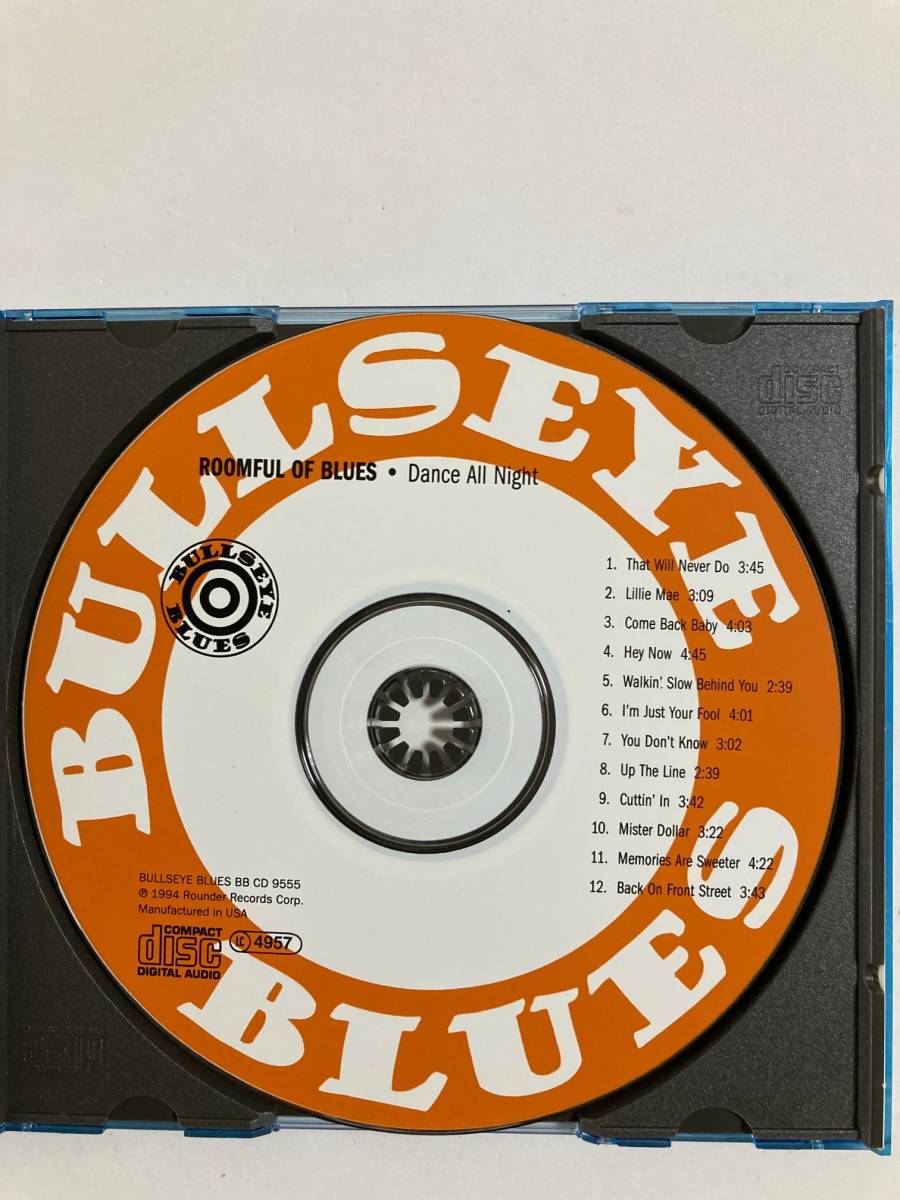 BULLSEYE
BLUES
ROOMFUL OF BLUES • Dance All Night
BULLSEYE
BLUES
1. That Will Never Do 3:45
2. Lillie Mae 3:09
3. Come Back Baby 4:03
4. Hey Now 4:45
5. Walkin'. Slow Behind You 2:39
6. I'm Just Your Fool 4:01
7. You Don't Know 3:02
8. Up The Line 2:39
9. Cuttin' In 3:42
10. Mister Dollar 3:22
11. Memories Are Sweeter 4:22
12. Back On Front Street 3:43
BULLSEYE BLUES BB CD 9555
℗ 1994 Rounder Records Corp.
Manufactured in USA
COMPACT
disc
DIGITAL AUDIO
LC 4957
COMPACT
disc
DIGITAL AUDIO